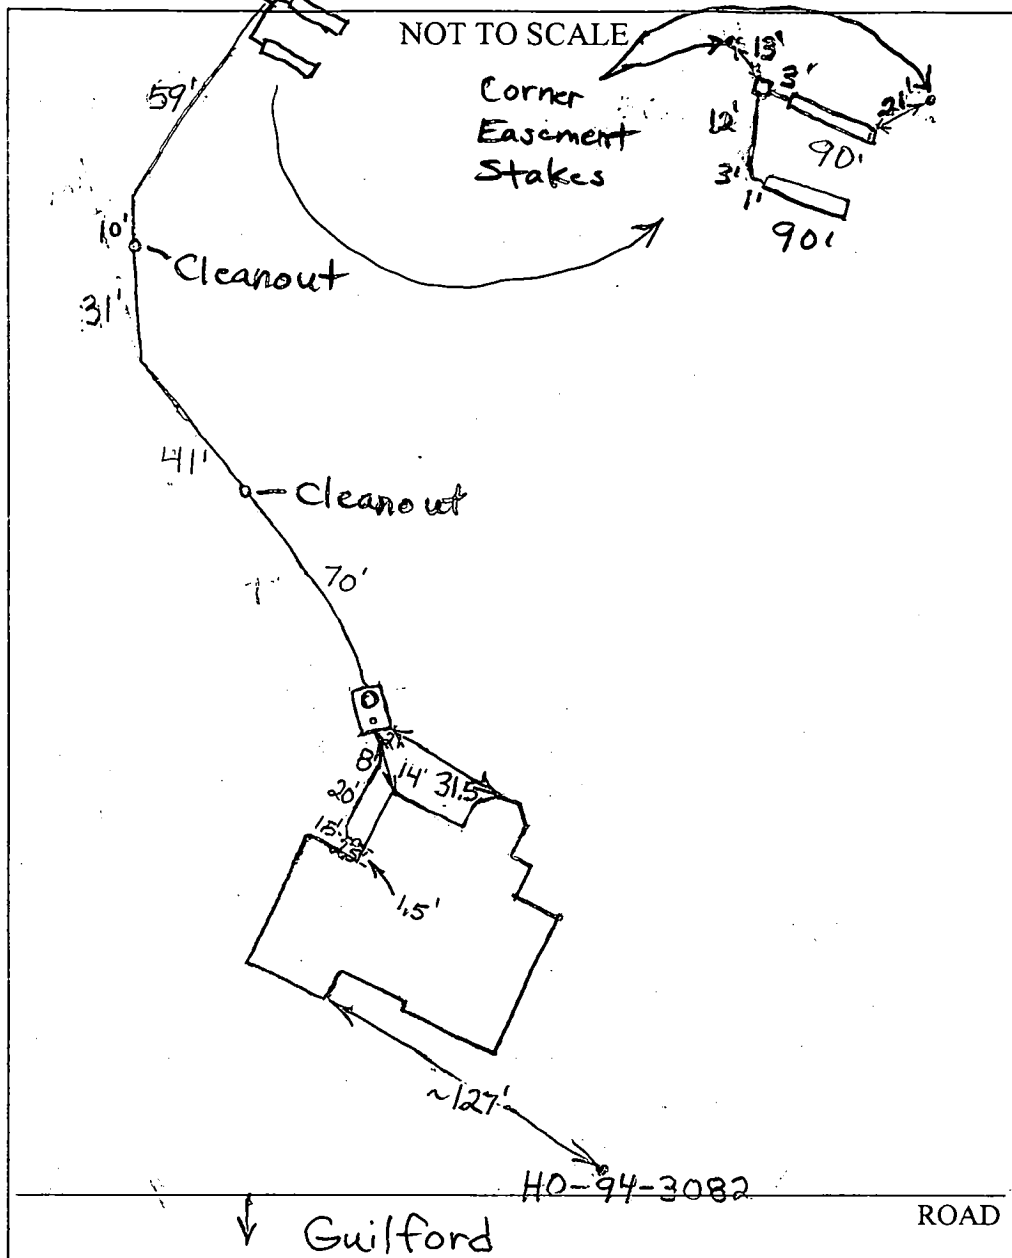 NOT TO SCALE
59'
Corner
Easement
Stakes
13'
3'
12'
21'
90'
3'
1'
90'
10'
Cleanout
31'
41'
Cleanout
70'
8'
14'
31.5'
20'
1.5'
~127'
HO-94-3082
ROAD
Guilford